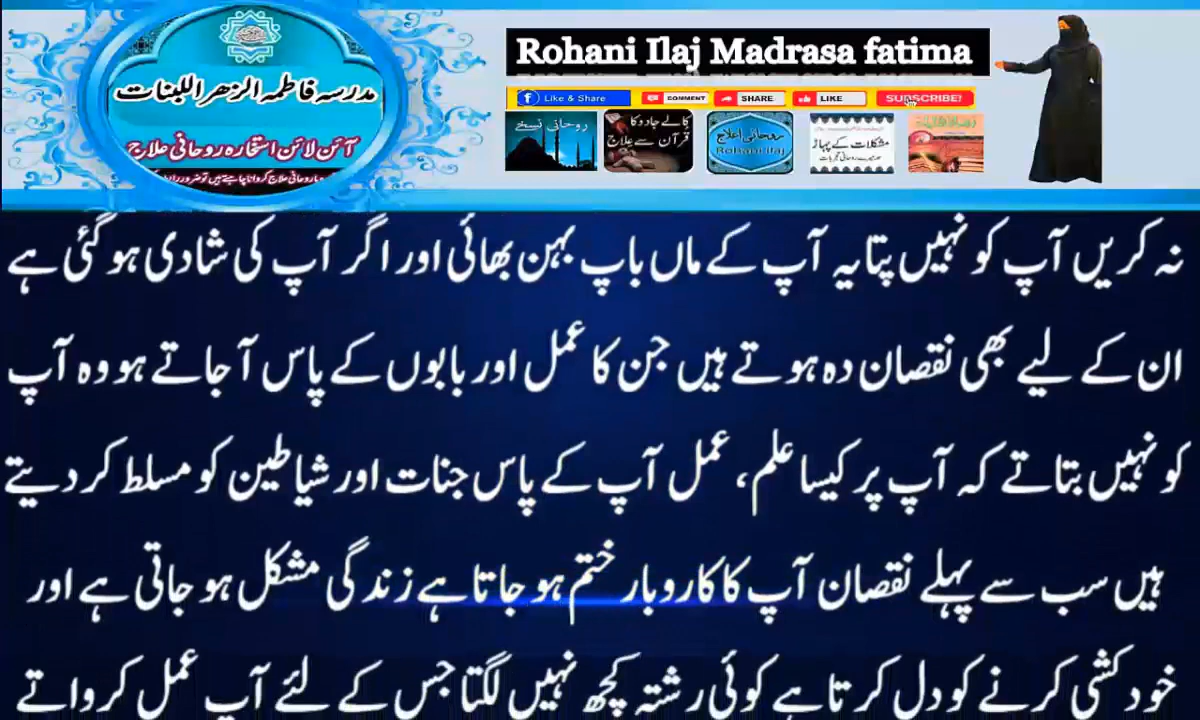 مدرسہ فاطمہ الزھرا للبنات
آئن لائن استخارہ روحانی علاج
Rohani Ilaj Madrasa fatima
Like & Share
COMMENT
SHARE
LIKE
SUBSCRIBE!
روحانی نسخے
کالے جادو کا
قرآن سے علاج
روحانی اعلاج
Rohani ilaj
مشکلات کے پہاڑ
نہ کریں آپ کو نہیں پتا یہ آپ کے ماں باپ بہن بھائی اور اگر آپ کی شادی ہو گئی ہے
ان کے لیے بھی نقصان دہ ہوتے ہیں جن کا عمل اور بابوں کے پاس آ جاتے ہو وہ آپ
کو نہیں بتاتے کہ آپ پر کیسا علم، عمل آپ کے پاس جنات اور شیاطین کو مسلط کر دیتے
ہیں سب سے پہلے نقصان آپ کا کاروبار ختم ہو جاتا ہے زندگی مشکل ہو جاتی ہے اور
خودکشی کرنے کو دل کرتا ہے کوئی رشتہ کچھ نہیں لگتا جس کے لئے آپ عمل کرواتے